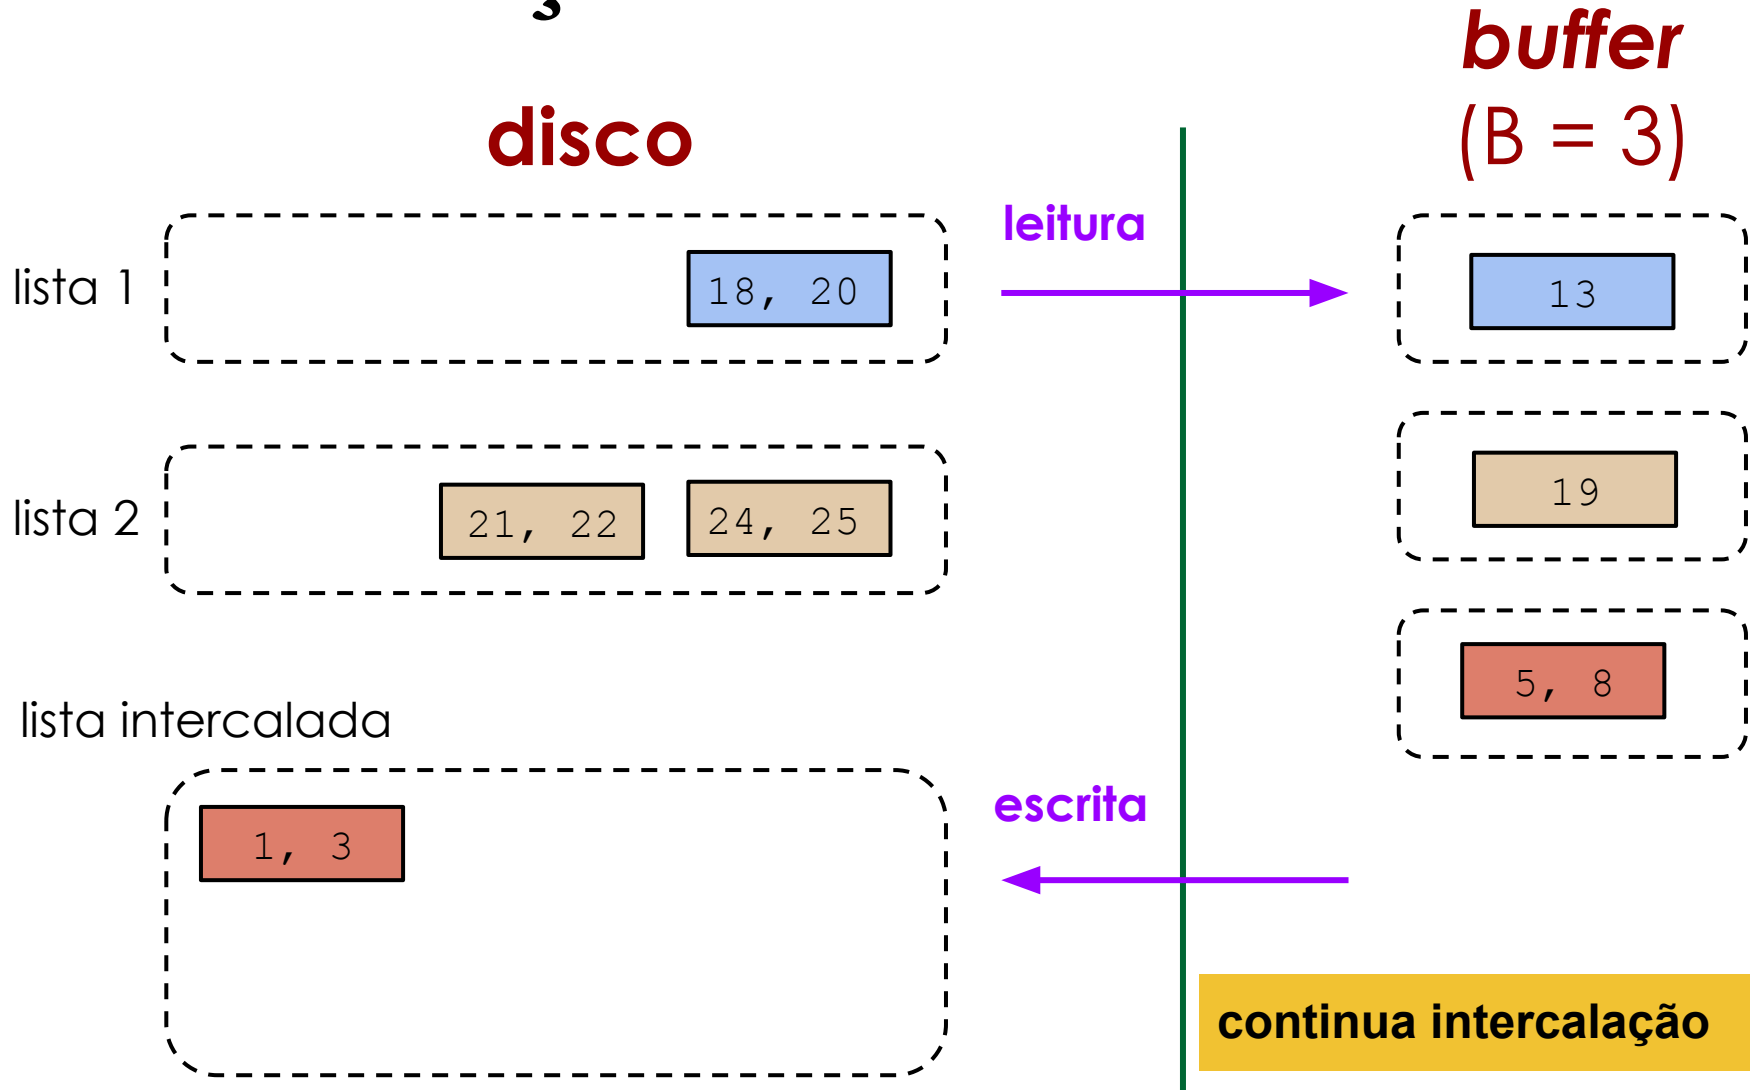 buffer
(B = 3)
disco
leitura
lista 1
18, 20
13
lista 2
21, 22
24, 25
19
5, 8
lista intercalada
1, 3
escrita
continua intercalação